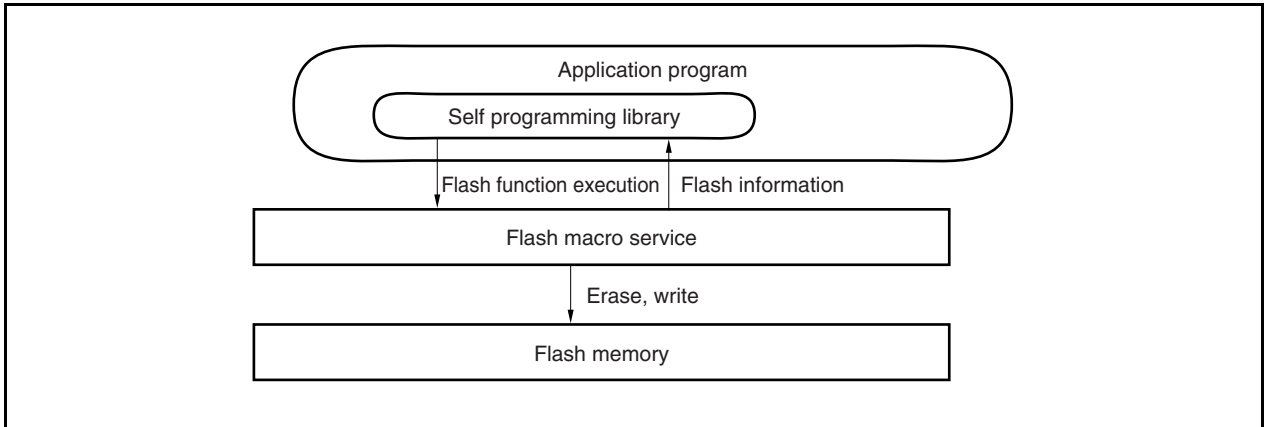 Application program
Self programming library
Flash function execution
Flash information
Flash macro service
Erase, write
Flash memory